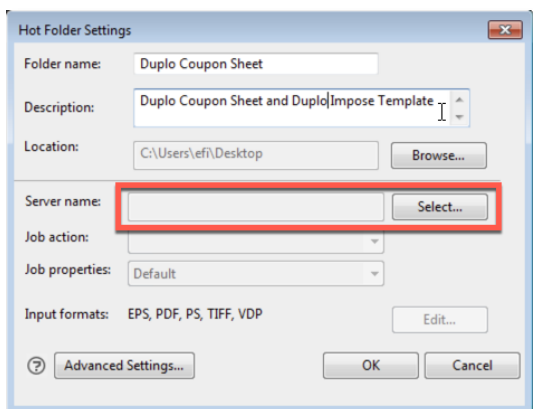 Hot Folder Settings
Folder name: Duplo Coupon Sheet
Description: Duplo Coupon Sheet and Duplo Impose Template
Location: C:\Users\efi\Desktop Browse...
Server name: Select...
Job action:
Job properties: Default
Input formats: EPS, PDF, PS, TIFF, VDP Edit...
? Advanced Settings... OK Cancel